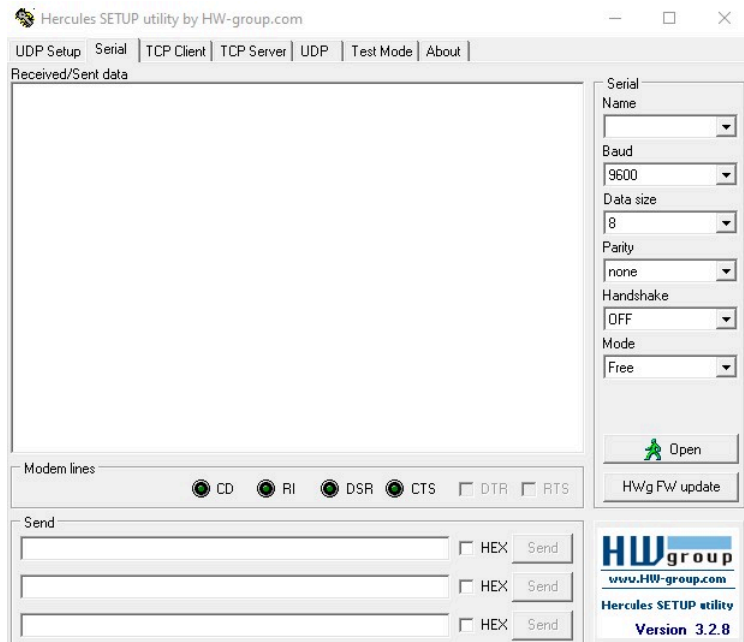 Hercules SETUP utility by HW-group.com
UDP Setup Serial TCP Client TCP Server UDP Test Mode About
Received/Sent data
Serial
Name
Baud
9600
Data size
8
Parity
none
Handshake
OFF
Mode
Free
Open
HWg FW update
Modem lines
CD RI DSR CTS DTR RTS
Send
HEX Send
HEX Send
HEX Send
HW group
www.HW-group.com
Hercules SETUP utility
Version 3.2.8